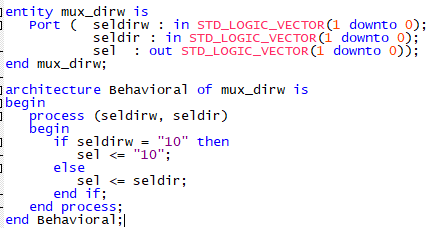 entity mux_dirw is
    Port (  seldirw : in STD_LOGIC_VECTOR(1 downto 0);
            seldir : in STD_LOGIC_VECTOR(1 downto 0);
            sel  : out STD_LOGIC_VECTOR(1 downto 0));
end mux_dirw;

architecture Behavioral of mux_dirw is
begin
    process (seldirw, seldir)
    begin
        if seldirw = "10" then
            sel <= "10";
        else
            sel <= seldir;
        end if;
    end process;
end Behavioral;